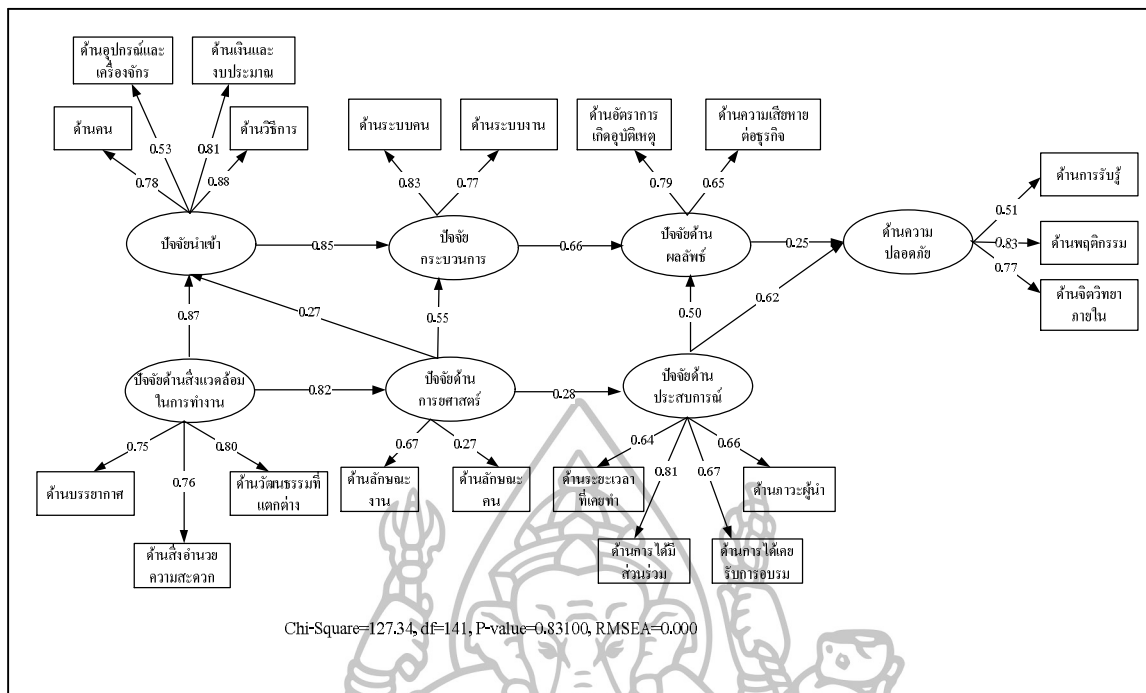 ด้านอุปกรณ์และ
เครื่องจักร
ด้านเงินและ
งบประมาณ
ด้านคน
ด้านวิธีการ
0.78
0.53
0.81
0.88
ด้านระบบคน
ด้านระบบงาน
0.83
0.77
ด้านอัตราการ
เกิดอุบัติเหตุ
ด้านความเสียหาย
ต่อธุรกิจ
0.79
0.65
ด้านการรับรู้
0.51
ด้านพฤติกรรม
0.83
ด้านจิตวิทยา
ภายใน
0.77
ปัจจัยนำเข้า
0.85
ปัจจัย
กระบวนการ
0.66
ปัจจัยด้าน
ผลลัพธ์
0.25
ด้านความ
ปลอดภัย
0.87
0.27
0.55
0.50
0.62
ปัจจัยด้านสิ่งแวดล้อม
ในการทำงาน
0.82
ปัจจัยด้าน
การยศาสตร์
0.28
ปัจจัยด้าน
ประสบการณ์
0.75
0.76
0.80
0.67
0.27
0.64
0.81
0.67
0.66
ด้านบรรยากาศ
ด้านวัฒนธรรมที่
แตกต่าง
ด้านสิ่งอำนวย
ความสะดวก
ด้านลักษณะ
งาน
ด้านลักษณะ
คน
ด้านระยะเวลา
ที่เคยทำ
ด้านภาวะผู้นำ
ด้านการได้มี
ส่วนร่วม
ด้านการได้เคย
รับการอบรม
Chi-Square=127.34, df=141, P-value=0.83100, RMSEA=0.000